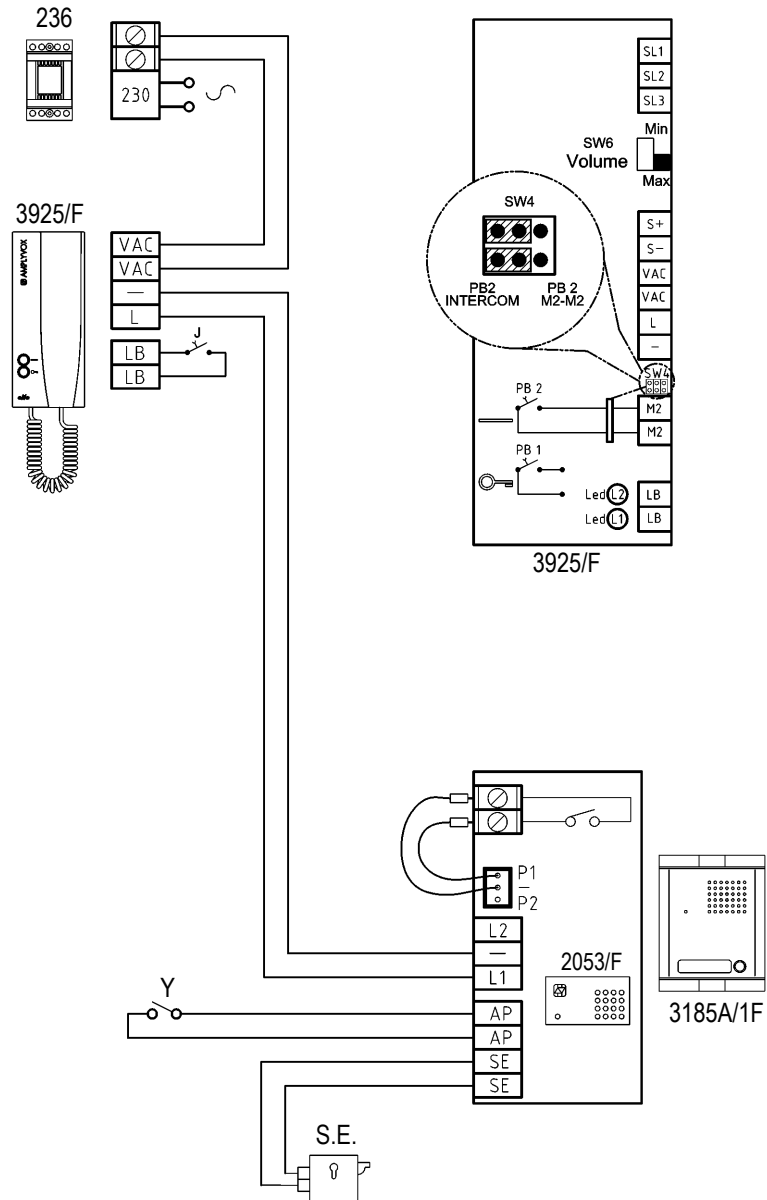 236
230
3925/F
AMPLYVOX
VAC
VAC
—
L
LB
LB
J
SL1
SL2
SL3
Min
SW6
Volume
Max
SW4
PB2
INTERCOM
PB 2
M2-M2
S+
S−
VAC
VAC
L
−
SW4
M2
M2
PB 2
PB 1
Led L2
Led L1
LB
LB
3925/F
P1
—
P2
L2
—
L1
AP
AP
SE
SE
2053/F
3185A/1F
Y
S.E.